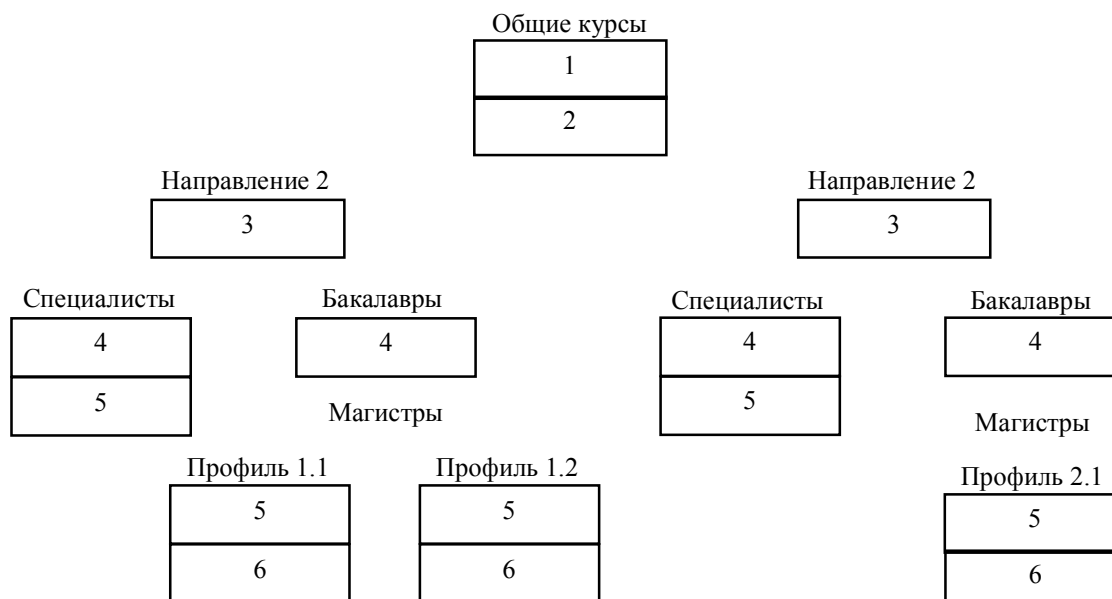 Общие курсы
1
2
Направление 2
Направление 2
3
3
Специалисты
Бакалавры
Специалисты
Бакалавры
4
4
4
4
5
5
Магистры
Магистры
Профиль 1.1
Профиль 1.2
Профиль 2.1
5
5
5
6
6
6